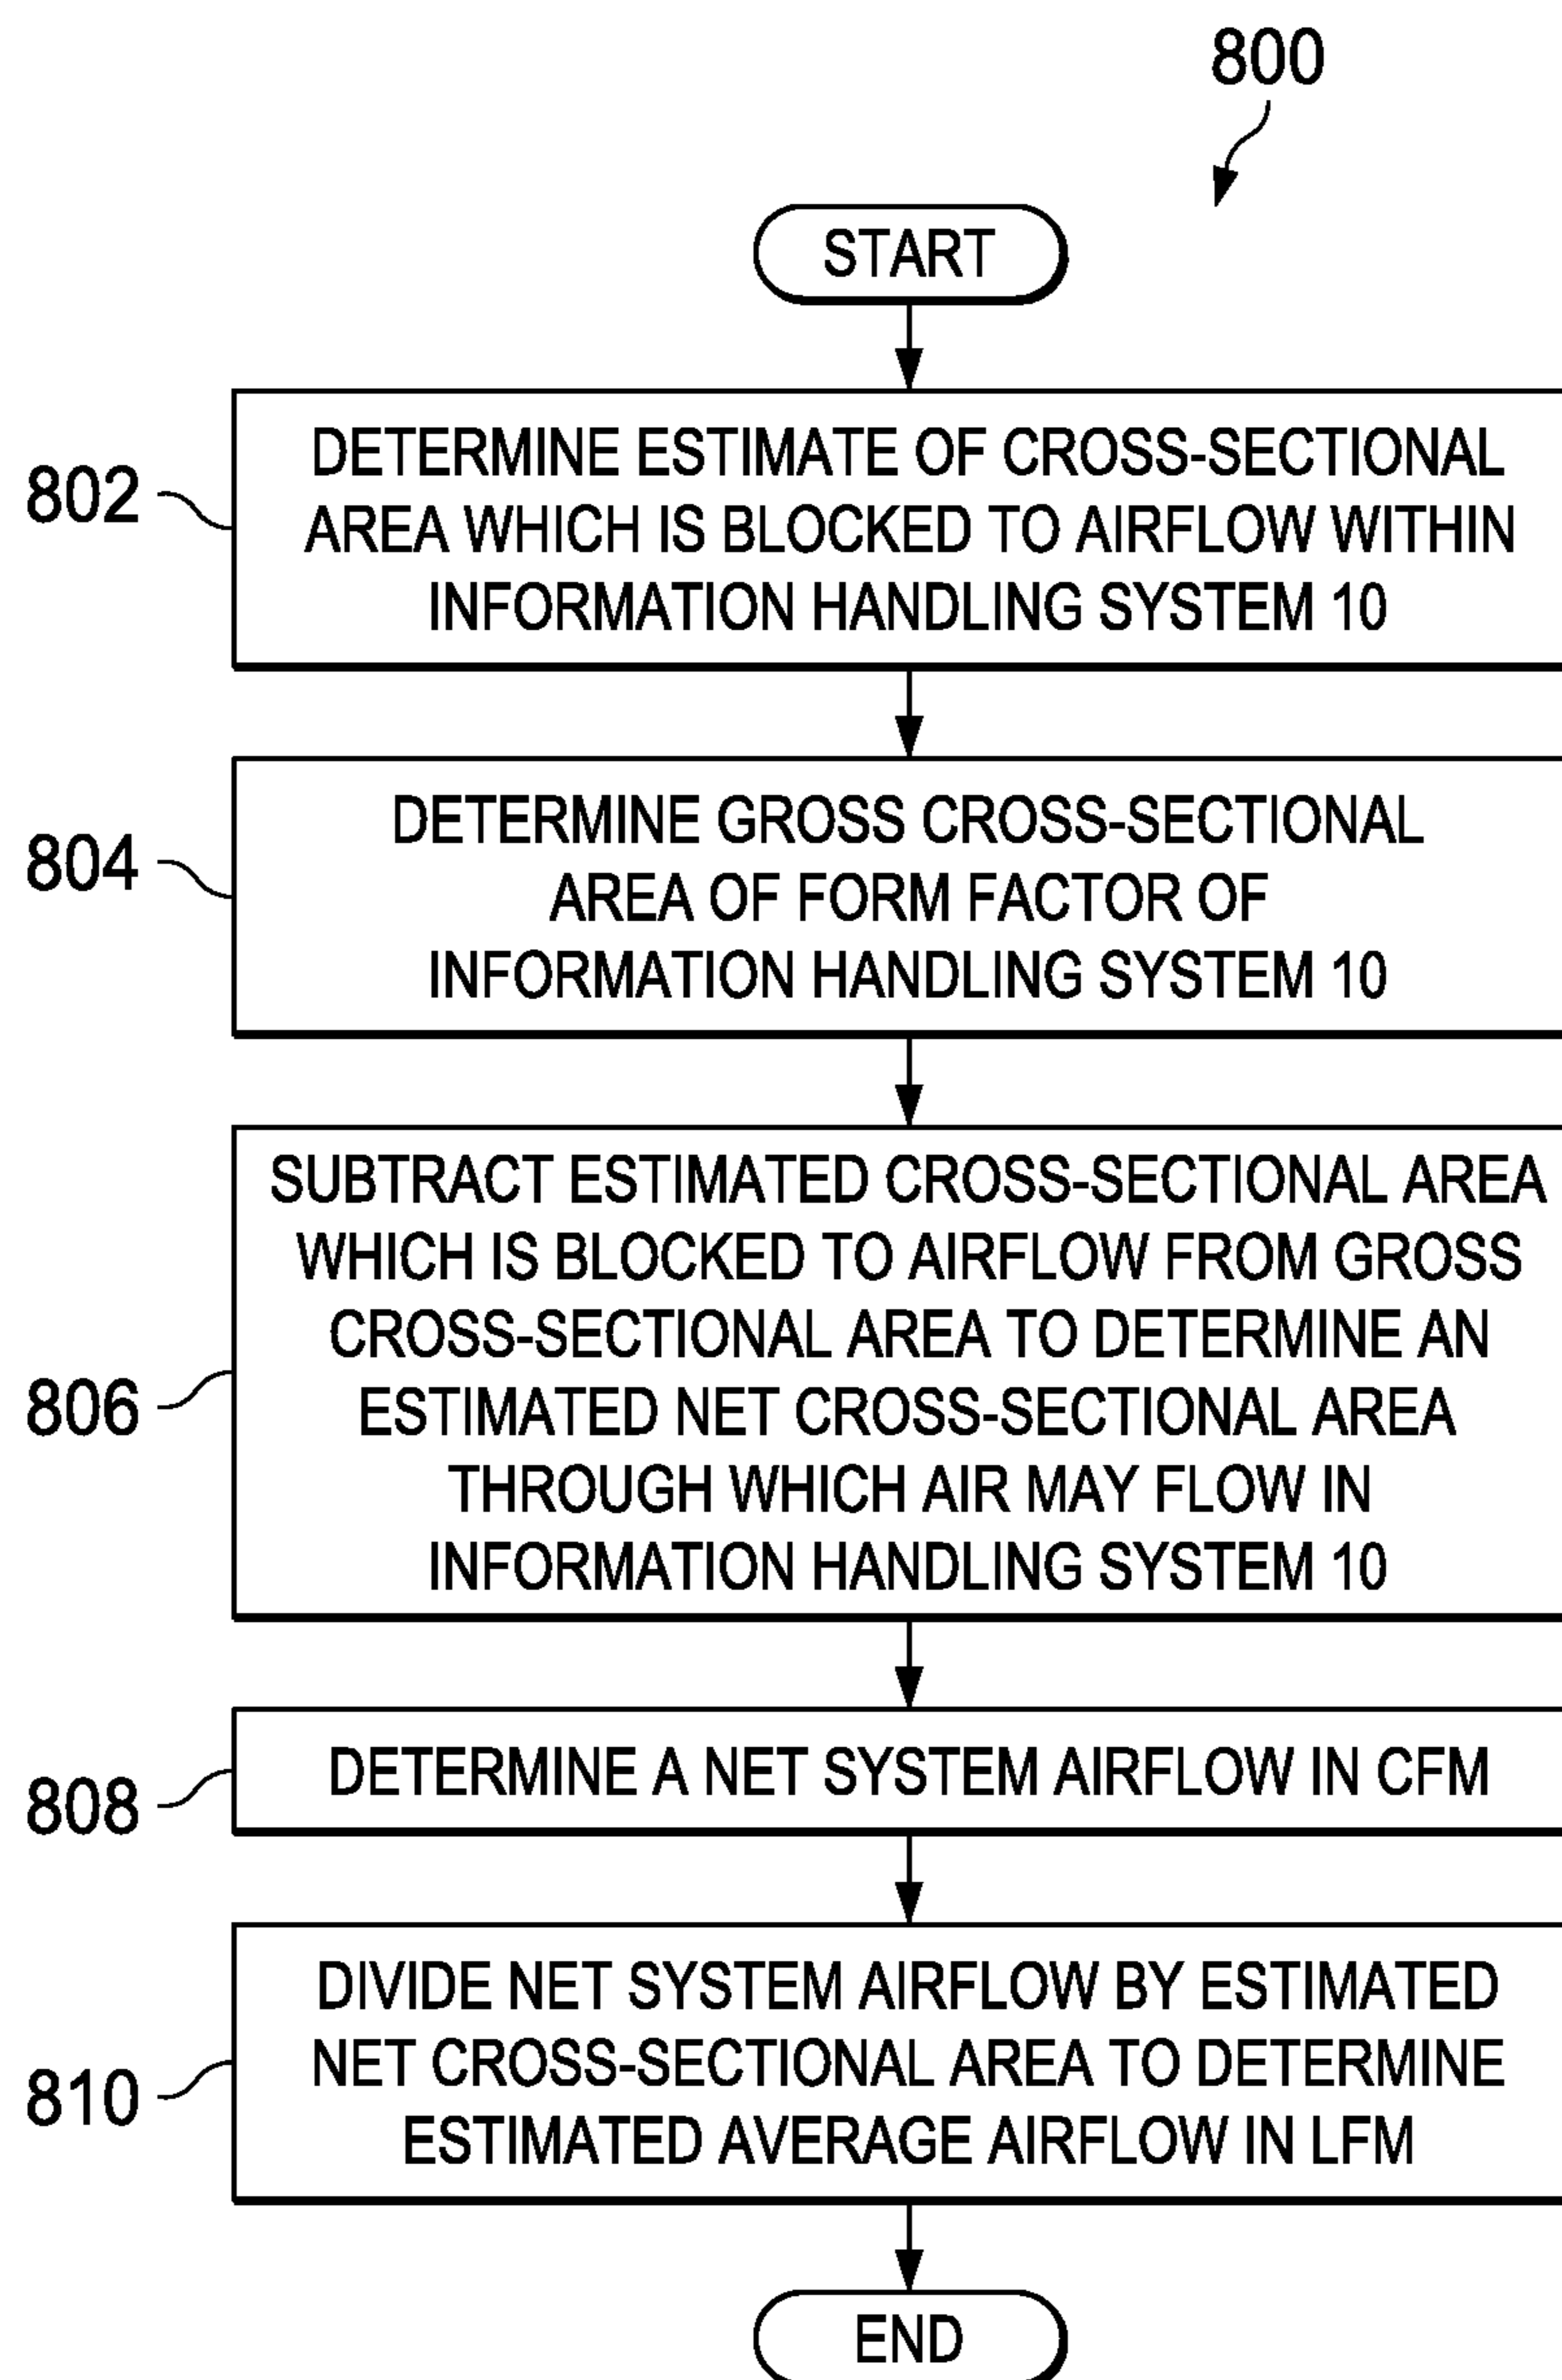 800
START
802
DETERMINE ESTIMATE OF CROSS-SECTIONAL
AREA WHICH IS BLOCKED TO AIRFLOW WITHIN
INFORMATION HANDLING SYSTEM 10
804
DETERMINE GROSS CROSS-SECTIONAL
AREA OF FORM FACTOR OF
INFORMATION HANDLING SYSTEM 10
806
SUBTRACT ESTIMATED CROSS-SECTIONAL AREA
WHICH IS BLOCKED TO AIRFLOW FROM GROSS
CROSS-SECTIONAL AREA TO DETERMINE AN
ESTIMATED NET CROSS-SECTIONAL AREA
THROUGH WHICH AIR MAY FLOW IN
INFORMATION HANDLING SYSTEM 10
808
DETERMINE A NET SYSTEM AIRFLOW IN CFM
810
DIVIDE NET SYSTEM AIRFLOW BY ESTIMATED
NET CROSS-SECTIONAL AREA TO DETERMINE
ESTIMATED AVERAGE AIRFLOW IN LFM
END